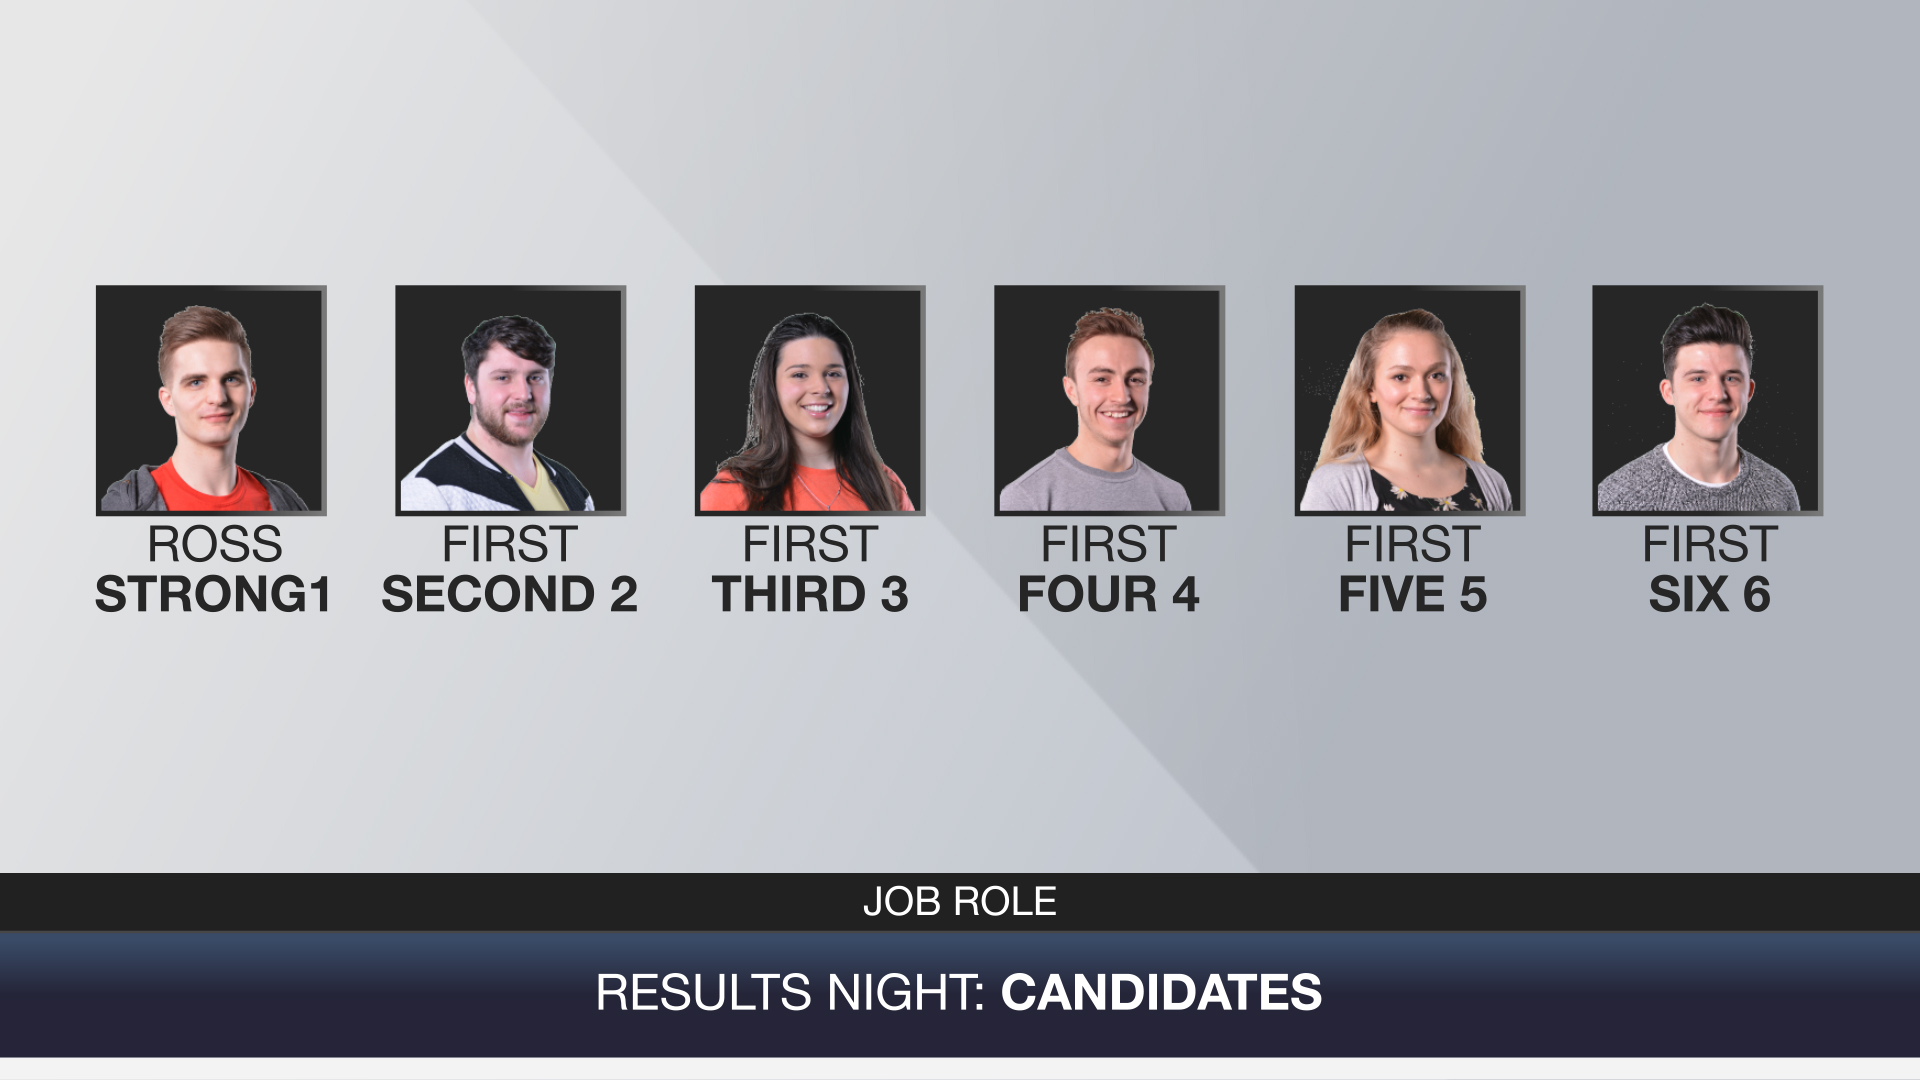 ROSS
STRONG1
FIRST
SECOND 2
FIRST
THIRD 3
FIRST
FOUR 4
FIRST
FIVE 5
FIRST
SIX 6
JOB ROLE
RESULTS NIGHT: CANDIDATES